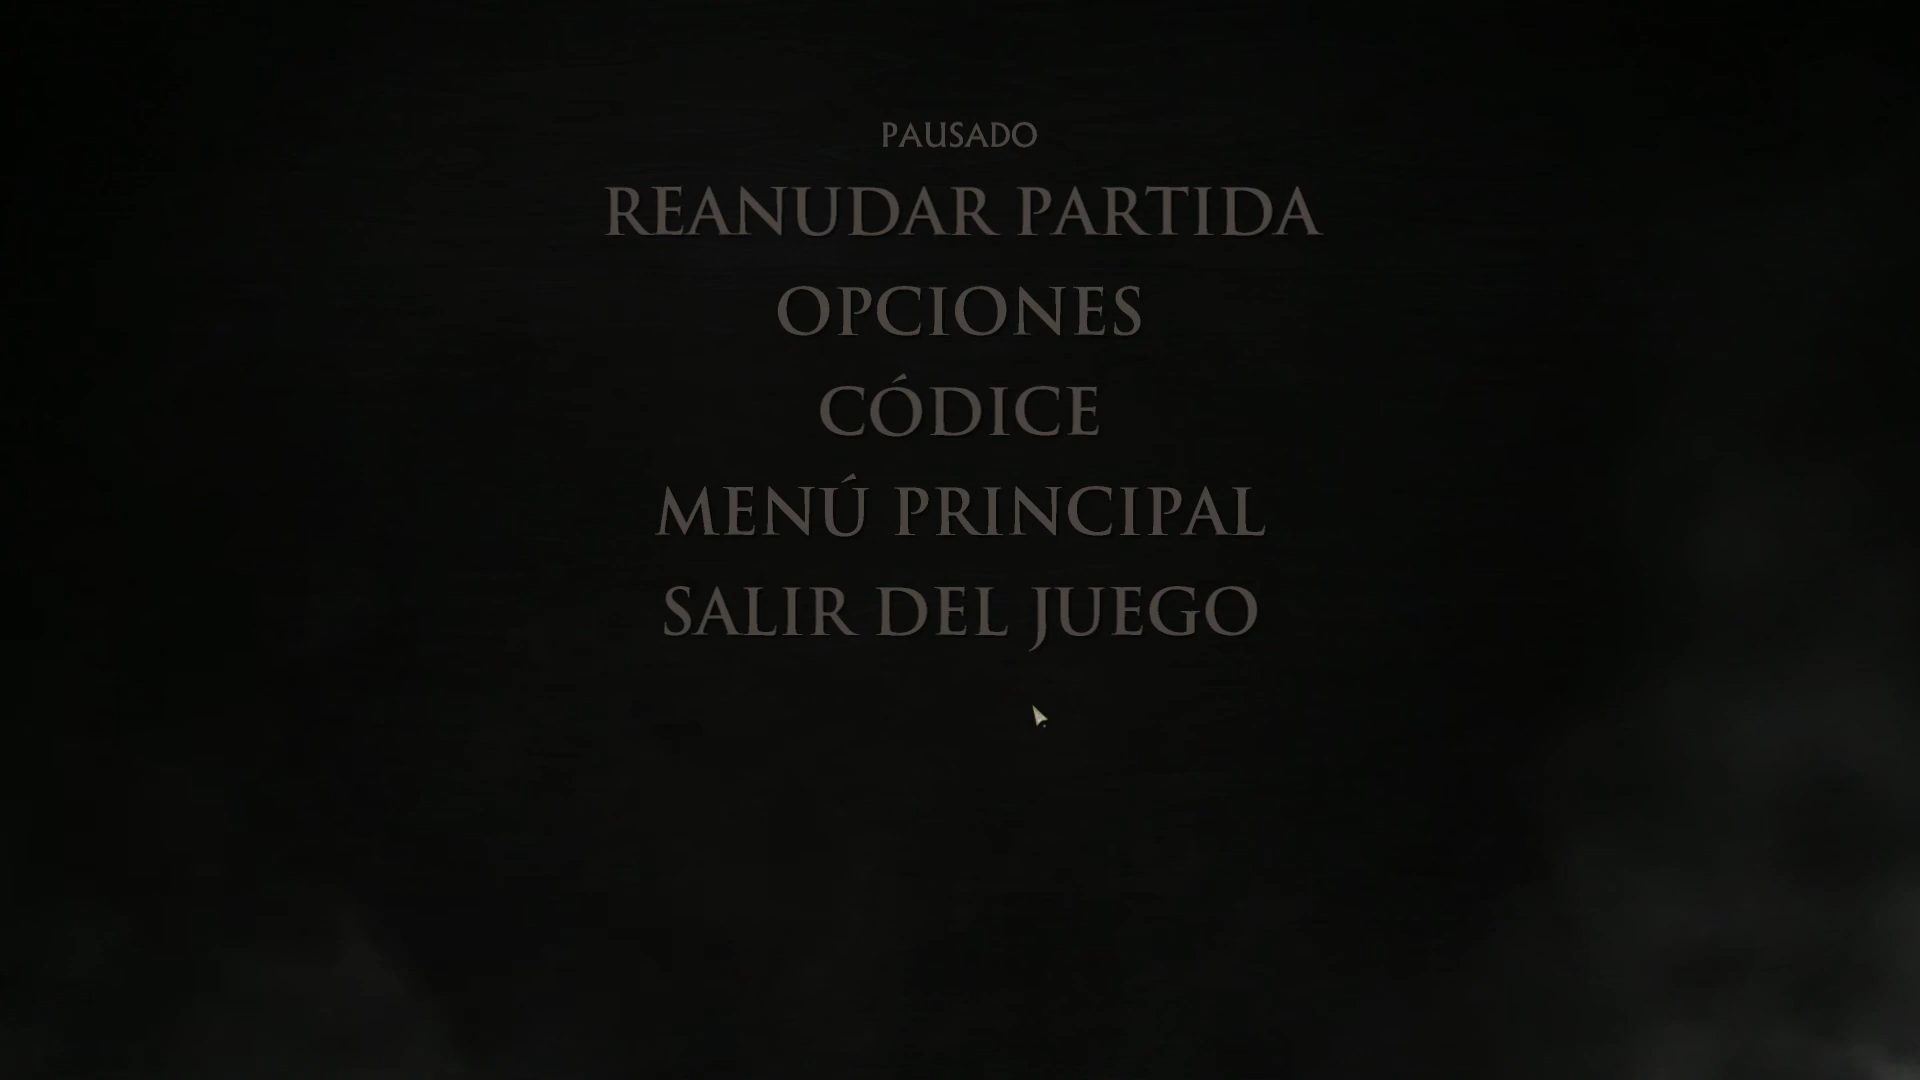 PAUSADO
REANUDAR PARTIDA
OPCIONES
CÓDICE
MENÚ PRINCIPAL
SALIR DEL JUEGO